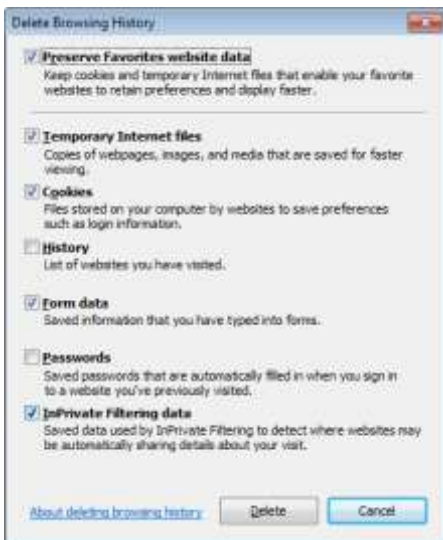 Delete Browsing History
Preserve Favorites website data
Keep cookies and temporary Internet files that enable your favorite
websites to retain preferences and display faster.
Temporary Internet files
Copies of webpages, images, and media that are saved for faster
viewing.
Cookies
Files stored on your computer by websites to save preferences
such as login information.
History
List of websites you have visited.
Form data
Saved information that you have typed into forms.
Passwords
Saved passwords that are automatically filled in when you sign in
to a website you've previously visited.
InPrivate Filtering data
Saved data used by InPrivate Filtering to detect where websites may
be automatically sharing details about your visit.
About deleting browsing history Delete Cancel